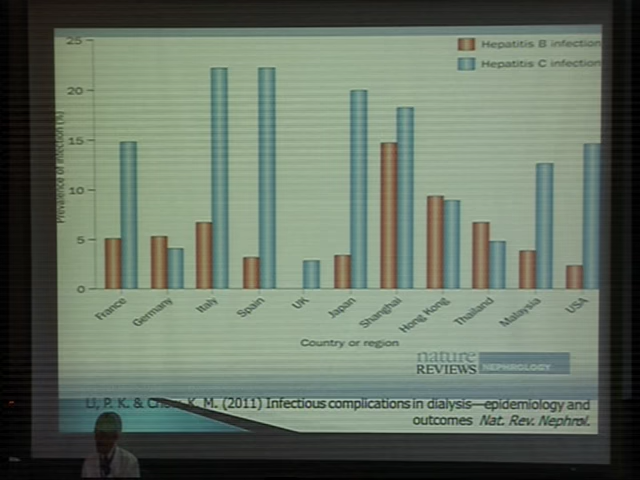 25
Hepatitis B infection
Hepatitis C infection
20
15
10
5
0
Prevalence of infection (%)
France
Germany
Italy
Spain
UK
Japan
Shanghai
Hong Kong
Thailand
Malaysia
USA
Country or region
nature
REVIEWS NEPHROLOGY
Li, P. K. & K. M. (2011) Infectious complications in dialysis—epidemiology and
outcomes Nat. Rev. Nephrol.